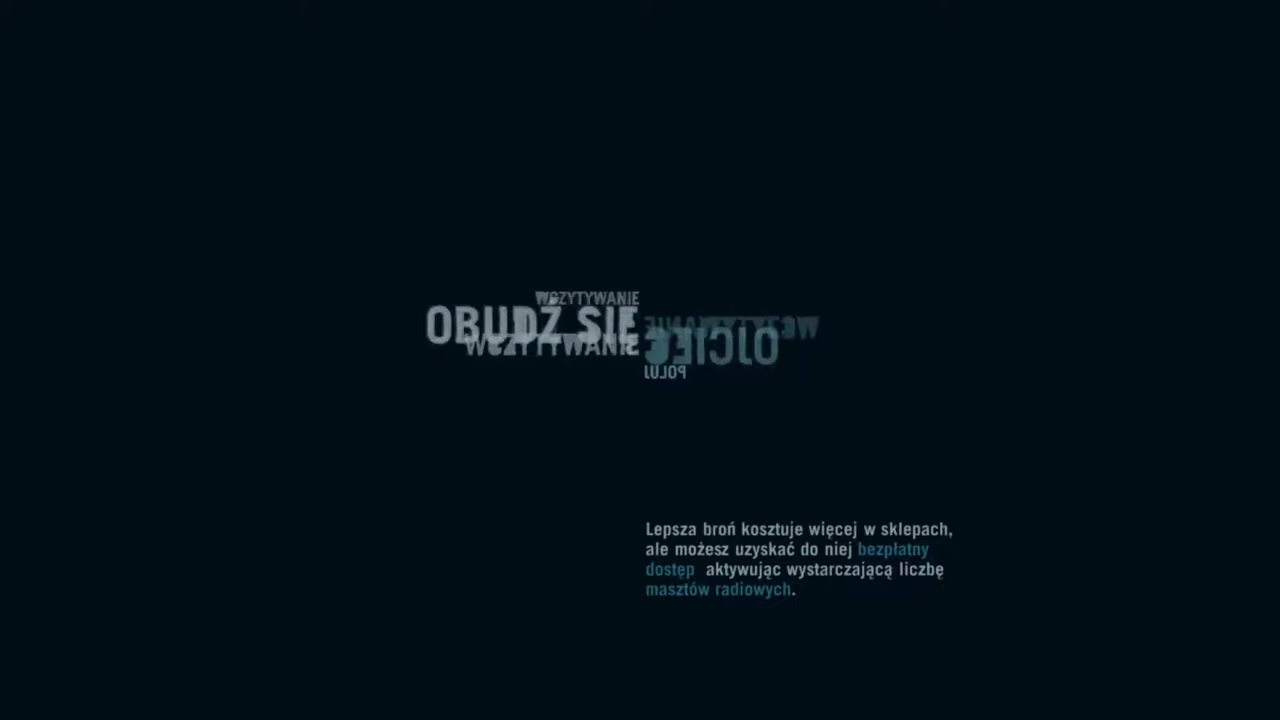 WCZYTYWANIE
OBUDŹ SIĘ
WCZYTYWANIE
WCZYTYWANIE
OJCIEC
POLUJ
Lepsza broń kosztuje więcej w sklepach,
ale możesz uzyskać do niej bezpłatny
dostęp aktywując wystarczającą liczbę
masztów radiowych.